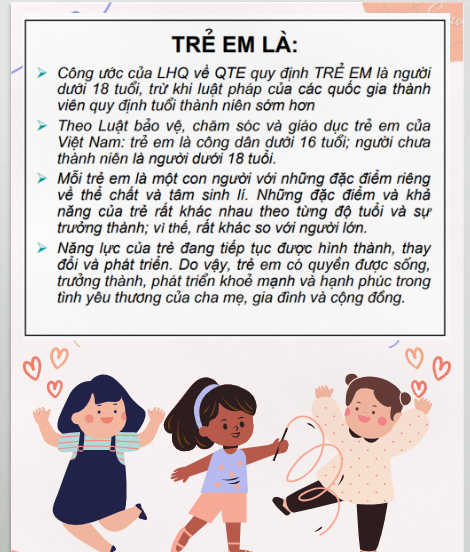 TRẺ EM LÀ:
Công ước của LHQ về QTE quy định TRẺ EM là người
dưới 18 tuổi, trừ khi luật pháp của các quốc gia thành
viên quy định tuổi thành niên sớm hơn
Theo Luật bảo vệ, chăm sóc và giáo dục trẻ em của
Việt Nam: trẻ em là công dân dưới 16 tuổi; người chưa
thành niên là người dưới 18 tuổi.
Mỗi trẻ em là một con người với những đặc điểm riêng
về thể chất và tâm sinh lí. Những đặc điểm và khả
năng của trẻ rất khác nhau theo từng độ tuổi và sự
trưởng thành; vì thế, rất khác so với người lớn.
Năng lực của trẻ đang tiếp tục được hình thành, thay
đổi và phát triển. Do vậy, trẻ em có quyền được sống,
trưởng thành, phát triển khoẻ mạnh và hạnh phúc trong
tình yêu thương của cha mẹ, gia đình và cộng đồng.